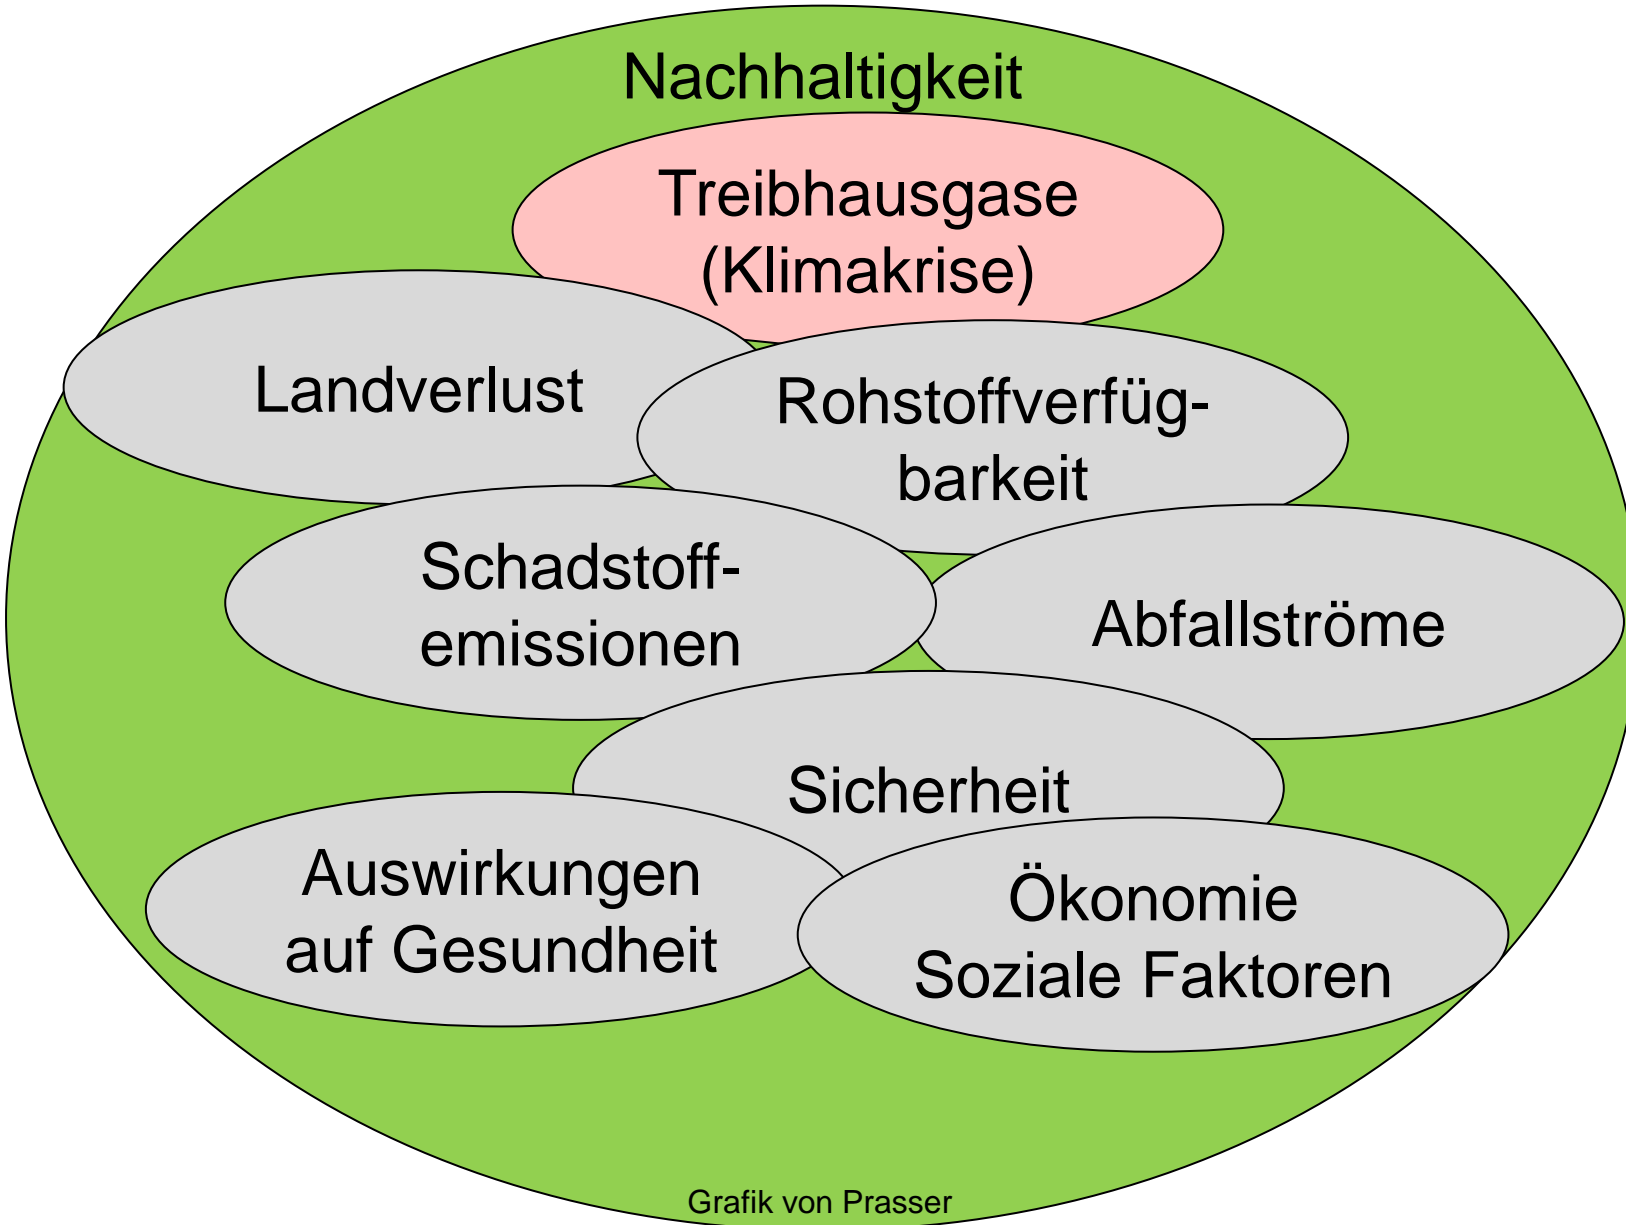 Nachhaltigkeit
Treibhausgase
(Klimakrise)
Landverlust
Rohstoffverfüg-
barkeit
Schadstoff-
emissionen
Abfallströme
Sicherheit
Auswirkungen
auf Gesundheit
Ökonomie
Soziale Faktoren
Grafik von Prasser